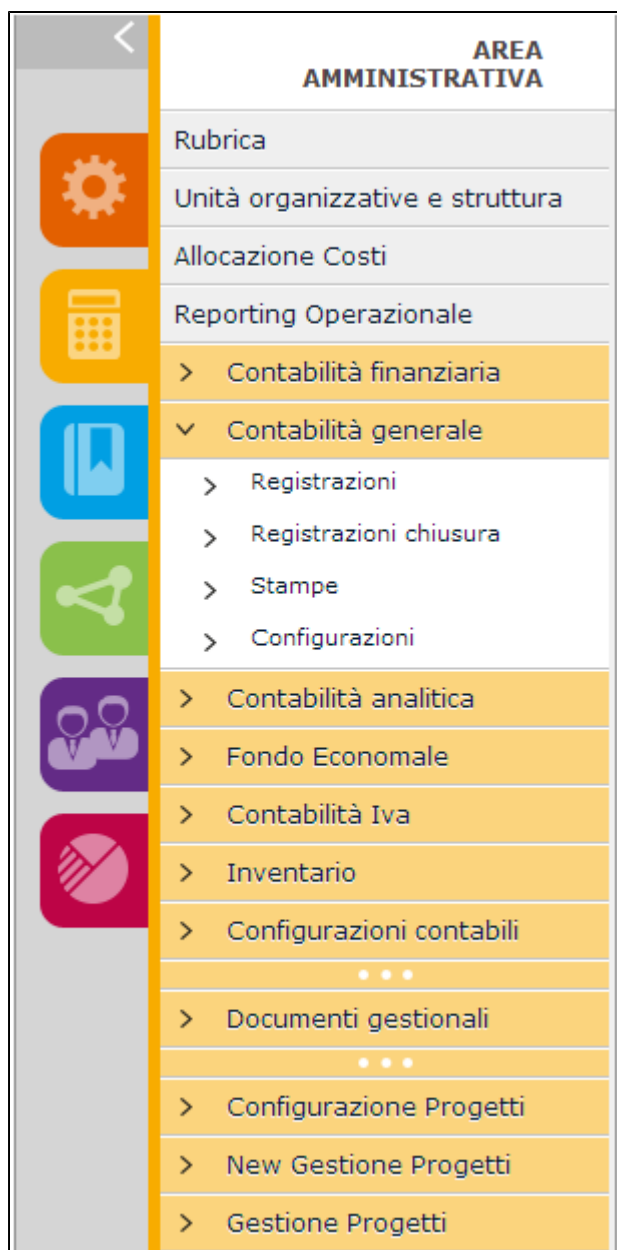 AREA
AMMINISTRATIVA
Rubrica
Unità organizzative e struttura
Allocazione Costi
Reporting Operazionale
Contabilità finanziaria
Contabilità generale
Registrazioni
Registrazioni chiusura
Stampe
Configurazioni
Contabilità analitica
Fondo Economale
Contabilità Iva
Inventario
Configurazioni contabili
Documenti gestionali
Configurazione Progetti
New Gestione Progetti
Gestione Progetti